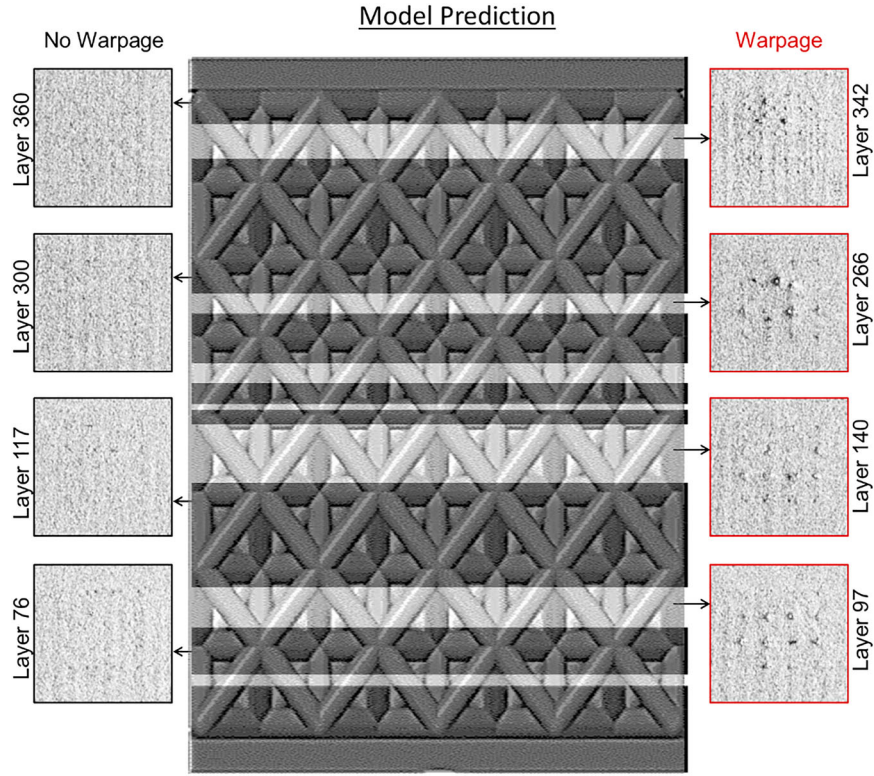 Model Prediction
No Warpage
Warpage
Layer 360
Layer 342
Layer 300
Layer 266
Layer 117
Layer 140
Layer 76
Layer 97